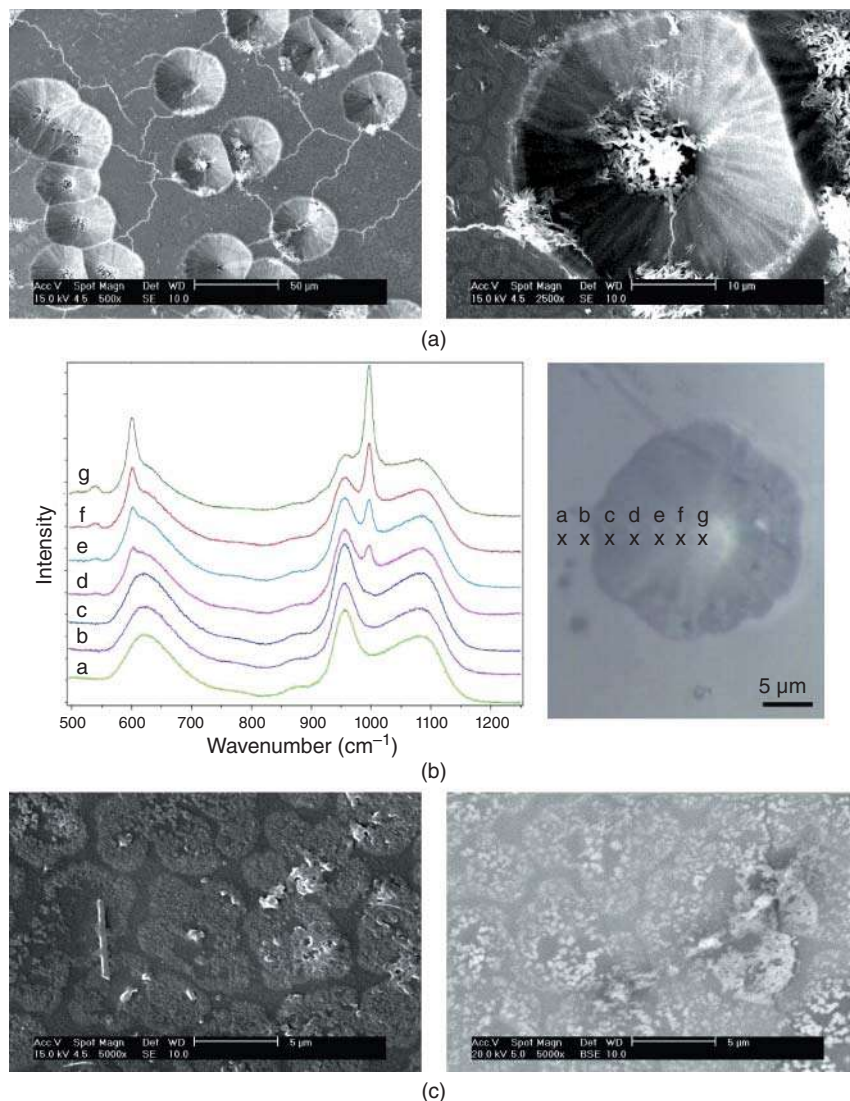 Acc.V Spot Magn Det WD 50 µm
15.0 kV 4.5 500x SE 10.0
Acc.V Spot Magn Det WD 10 µm
15.0 kV 4.5 2500x SE 10.0
(a)
g
f
e
d
c
b
a
Intensity
500 600 700 800 900 1000 1100 1200
Wavenumber (cm⁻¹)
a b c d e f g
x x x x x x x
5 µm
(b)
Acc.V Spot Magn Det WD 5 µm
15.0 kV 4.5 5000x SE 10.0
Acc.V Spot Magn Det WD 5 µm
20.0 kV 5.0 5000x BSE 10.0
(c)